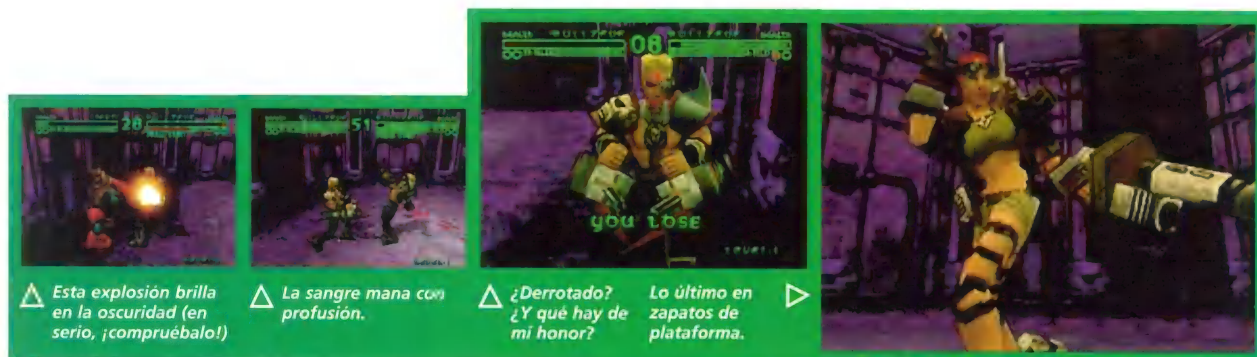 28
51
08
YOU LOSE
Esta explosión brilla
en la oscuridad (en
serio, ¡compruébalo!)
La sangre mana con
profusión.
¿Derrotado?
¿Y qué hay de
mi honor?
Lo último en
zapatos de
plataforma.